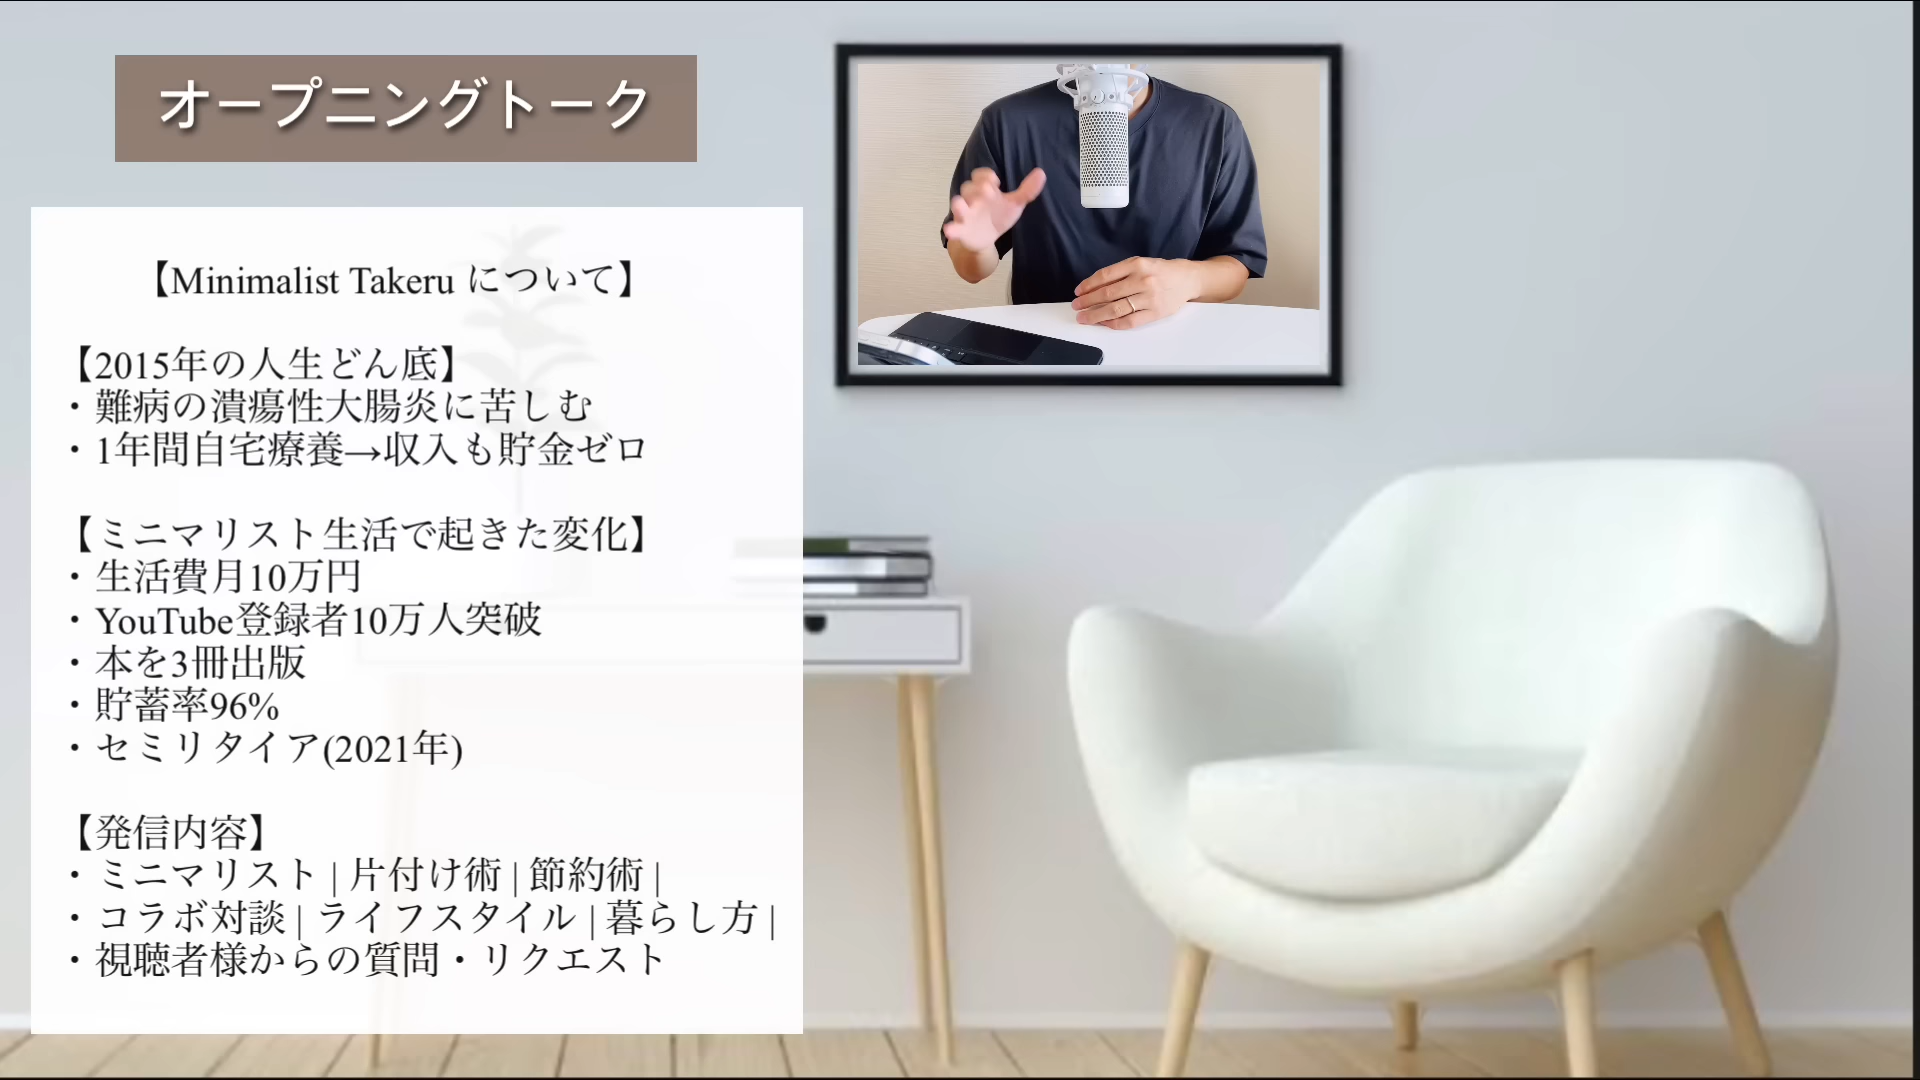 オープニングトーク
【Minimalist Takeru について】
【2015年の人生どん底】
・難病の潰瘍性大腸炎に苦しむ
・1年間自宅療養→収入も貯金ゼロ
【ミニマリスト生活で起きた変化】
・生活費月10万円
・YouTube登録者10万人突破
・本を3冊出版
・貯蓄率96%
・セミリタイア(2021年)
【発信内容】
・ミニマリスト | 片付け術 | 節約術 |
・コラボ対談 | ライフスタイル | 暮らし方 |
・視聴者様からの質問・リクエスト